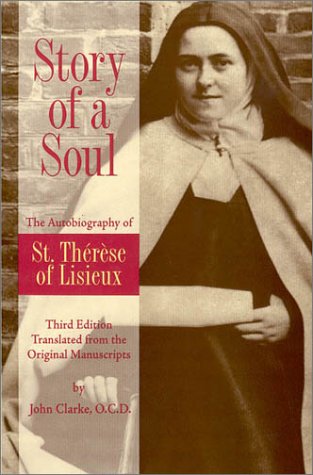 Story
of a
Soul
The Autobiography of
St. Thérèse
of Lisieux
Third Edition
Translated from the
Original Manuscripts
by
John Clarke, O.C.D.